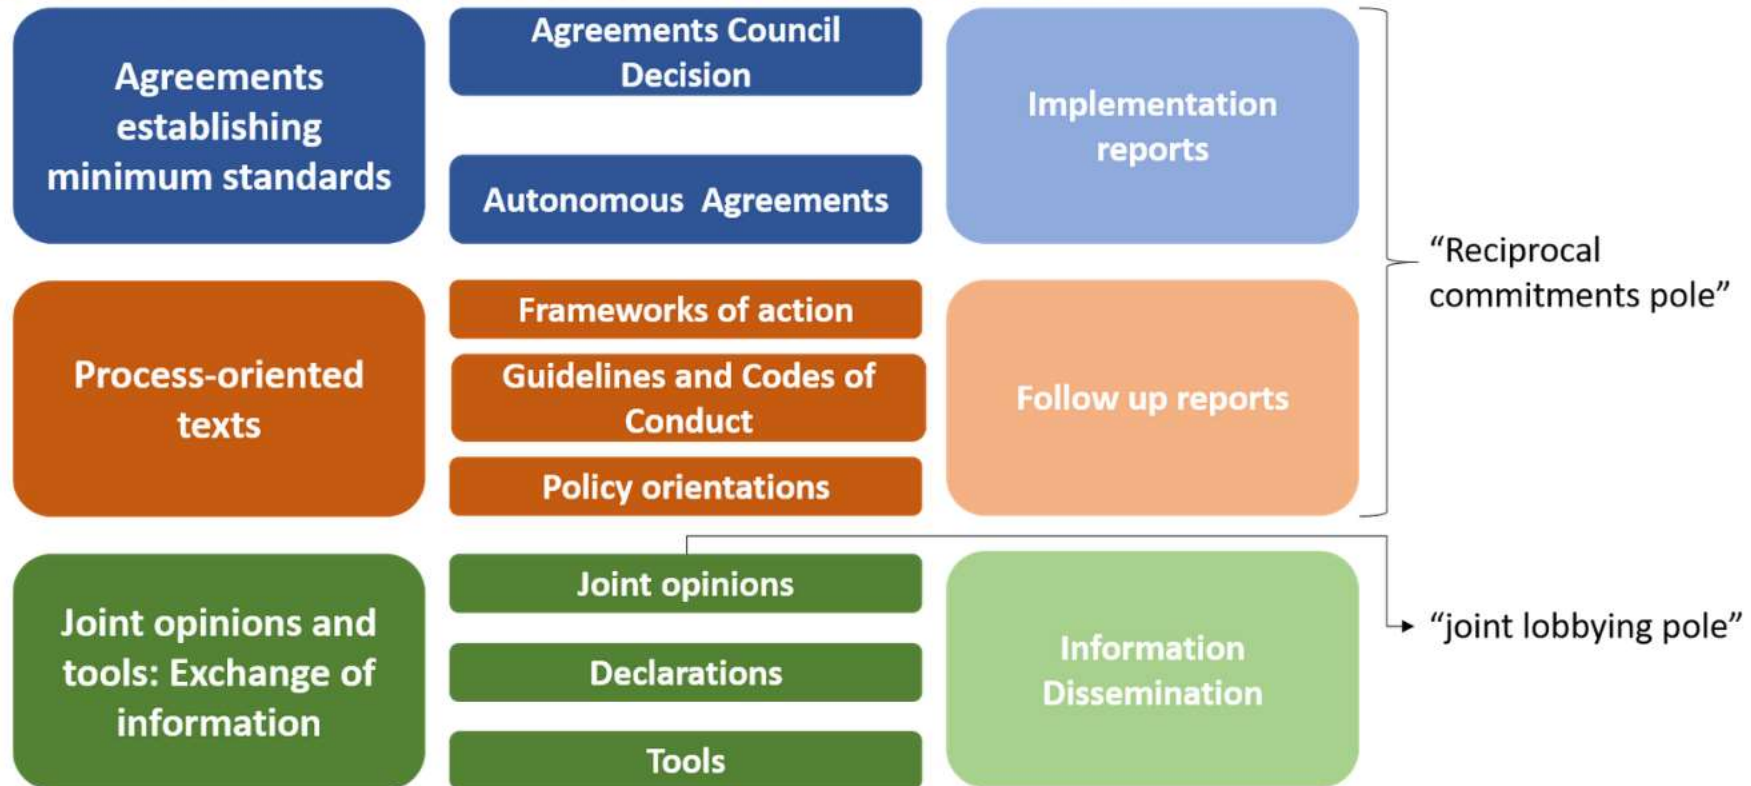 Agreements
establishing
minimum standards
Agreements Council
Decision
Autonomous  Agreements
Implementation
reports
“Reciprocal
commitments pole”
Process-oriented
texts
Frameworks of action
Guidelines and Codes of
Conduct
Policy orientations
Follow up reports
Joint opinions and
tools: Exchange of
information
Joint opinions
Declarations
Tools
Information
Dissemination
“joint lobbying pole”